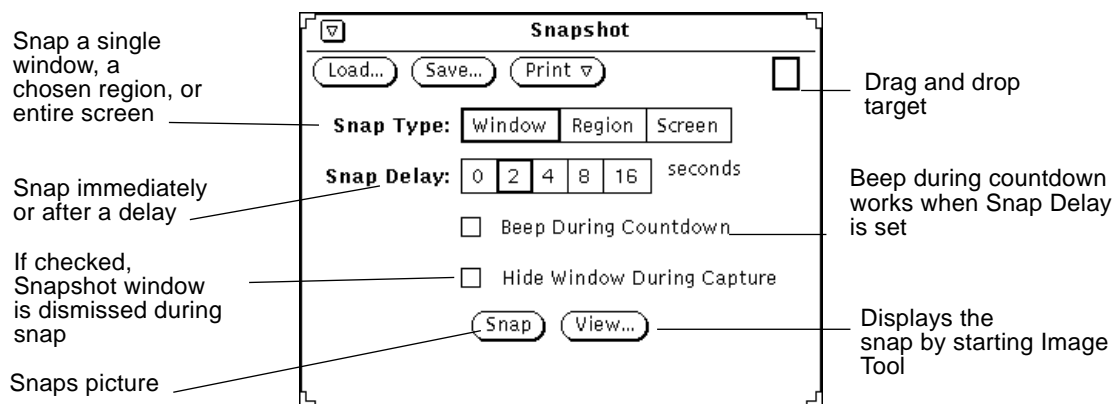 Snap a single
window, a
chosen region, or
entire screen
Snap immediately
or after a delay
If checked,
Snapshot window
is dismissed during
snap
Snaps picture
Snapshot
Load... Save... Print
Snap Type: Window Region Screen
Snap Delay: 0 2 4 8 16 seconds
Beep During Countdown
Hide Window During Capture
Snap View...
Drag and drop
target
Beep during countdown
works when Snap Delay
is set
Displays the
snap by starting Image
Tool